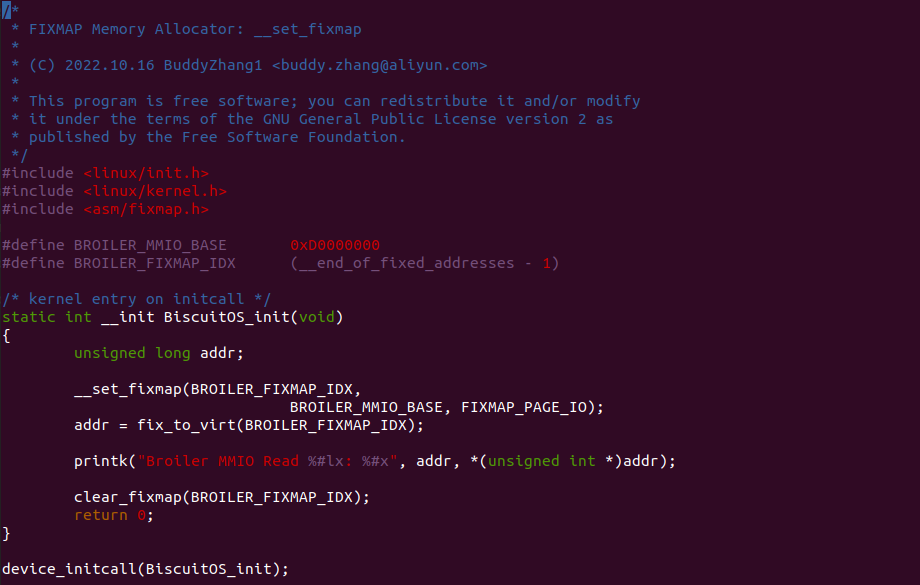 /*
 * FIXMAP Memory Allocator: __set_fixmap
 *
 * (C) 2022.10.16 BuddyZhang1 <buddy.zhang@aliyun.com>
 *
 * This program is free software; you can redistribute it and/or modify
 * it under the terms of the GNU General Public License version 2 as
 * published by the Free Software Foundation.
 */
#include <linux/init.h>
#include <linux/kernel.h>
#include <asm/fixmap.h>

#define BROILER_MMIO_BASE       0xD0000000
#define BROILER_FIXMAP_IDX      (__end_of_fixed_addresses - 1)

/* kernel entry on initcall */
static int __init BiscuitOS_init(void)
{
        unsigned long addr;

        __set_fixmap(BROILER_FIXMAP_IDX,
                                BROILER_MMIO_BASE, FIXMAP_PAGE_IO);
        addr = fix_to_virt(BROILER_FIXMAP_IDX);

        printk("Broiler MMIO Read %#lx: %#x", addr, *(unsigned int *)addr);

        clear_fixmap(BROILER_FIXMAP_IDX);
        return 0;
}

device_initcall(BiscuitOS_init);